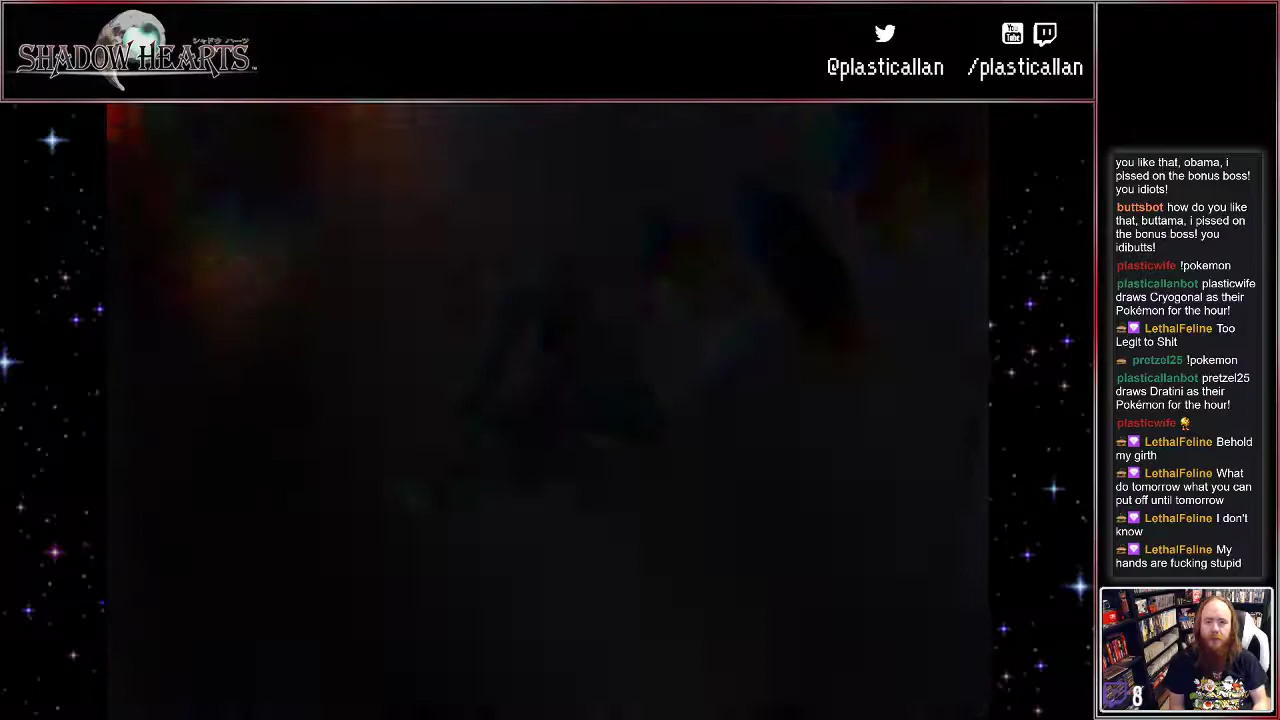 SHADOW HEARTS
シャドウ ハーツ
TM
@plasticallan
You Tube
/plasticallan
you like that, obama, i
pissed on the bonus boss!
you idiots!
buttsbot how do you like
that, buttama, i pissed on
the bonus boss! you
idibutts!
plasticwife !pokemon
plasticallanbot plasticwife
draws Cryogonal as their
Pokémon for the hour!
LethalFeline Too
Legit to Shit
pretzel25 !pokemon
plasticallanbot pretzel25
draws Dratini as their
Pokémon for the hour!
plasticwife
LethalFeline Behold
my girth
LethalFeline What
do tomorrow what you can
put off until tomorrow
LethalFeline I don't
know
LethalFeline My
hands are fucking stupid
8